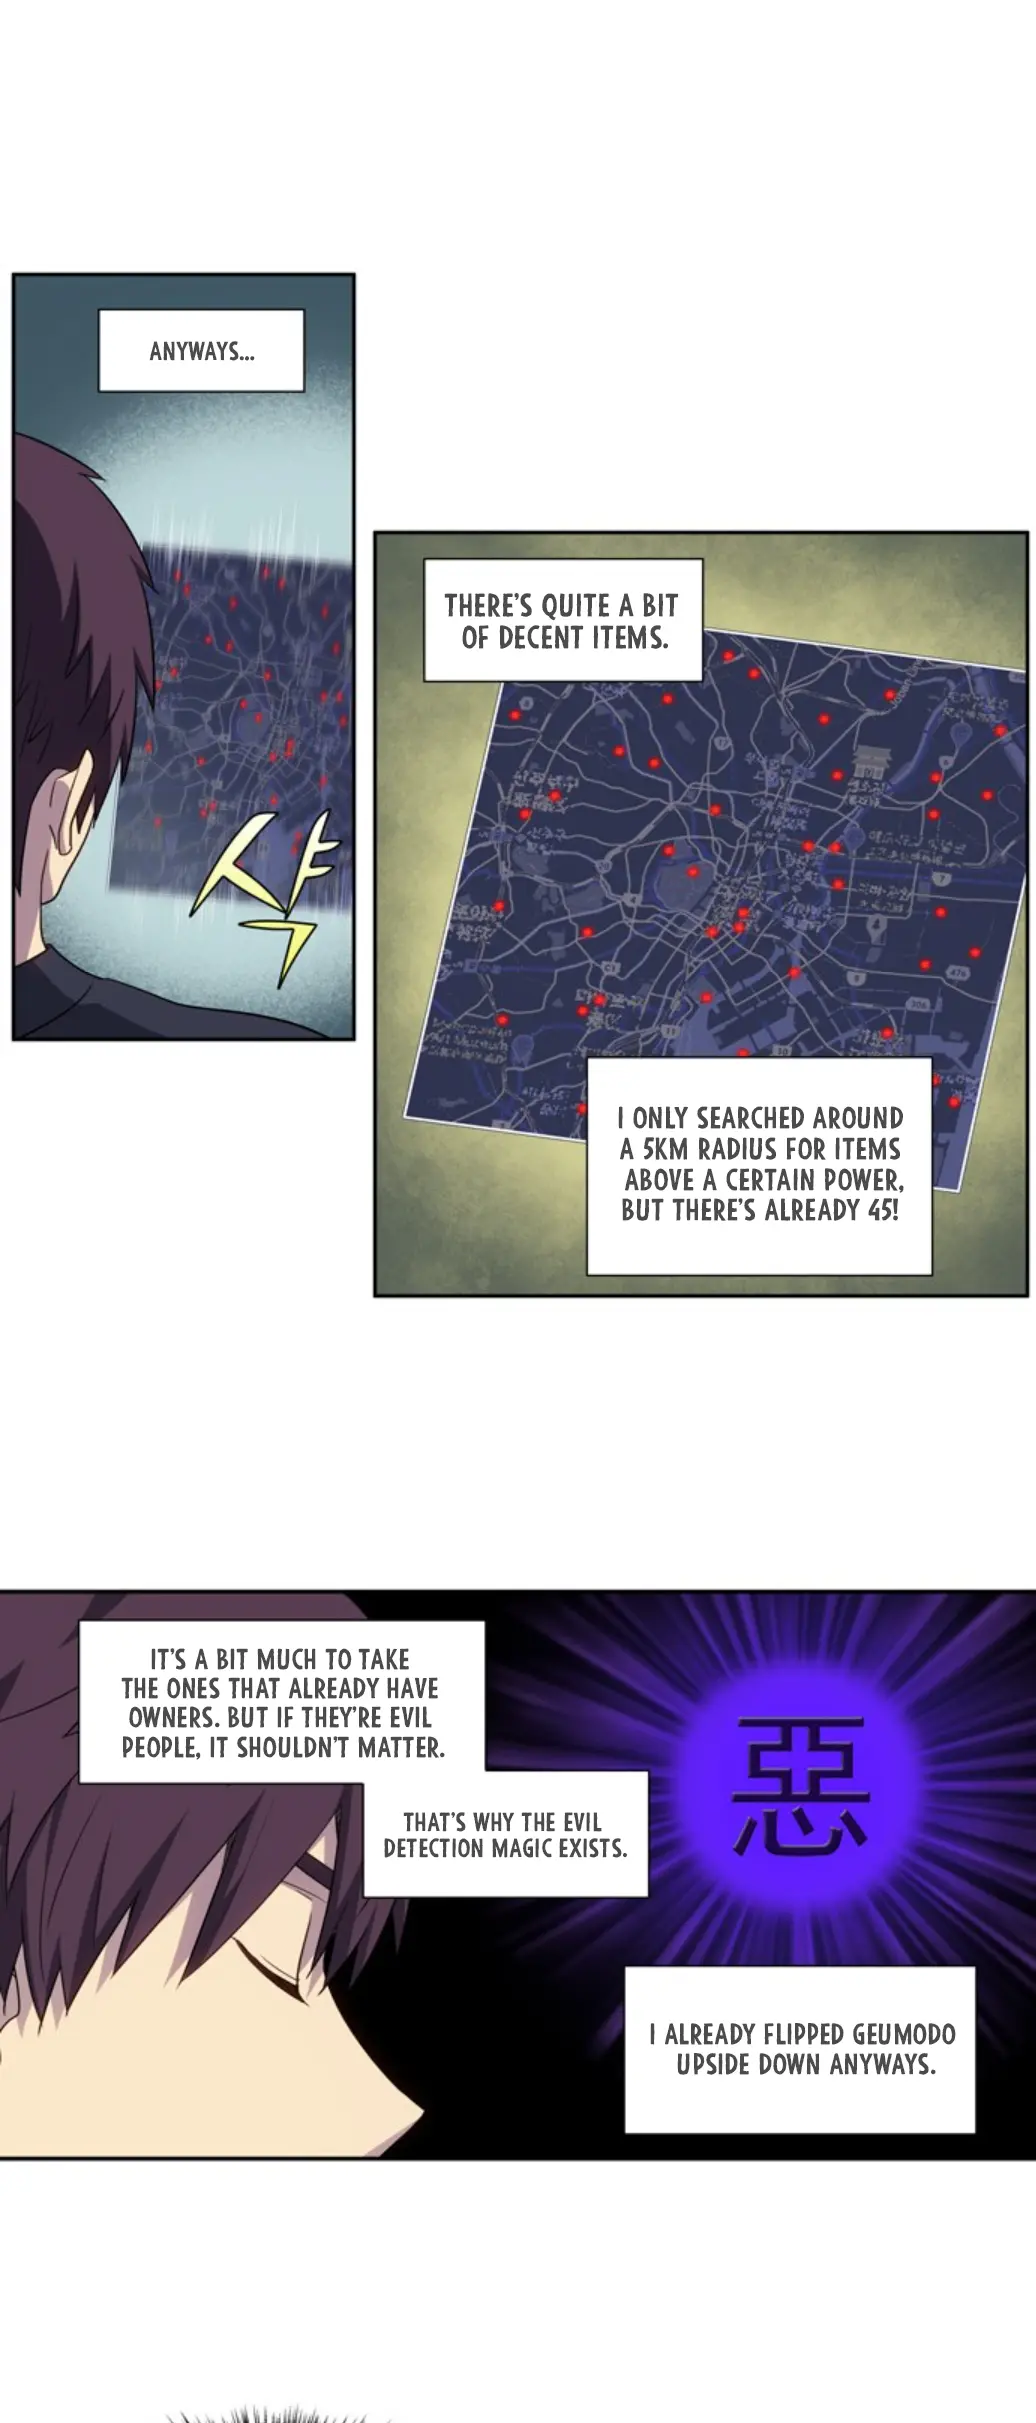 ANYWAYS...
샥
THERE'S QUITE A BIT
OF DECENT ITEMS.
I ONLY SEARCHED AROUND
A 5KM RADIUS FOR ITEMS
ABOVE A CERTAIN POWER,
BUT THERE'S ALREADY 45!
IT'S A BIT MUCH TO TAKE
THE ONES THAT ALREADY HAVE
OWNERS. BUT IF THEY'RE EVIL
PEOPLE, IT SHOULDN'T MATTER.
THAT'S WHY THE EVIL
DETECTION MAGIC EXISTS.
惡
I ALREADY FLIPPED GEUMODO
UPSIDE DOWN ANYWAYS.